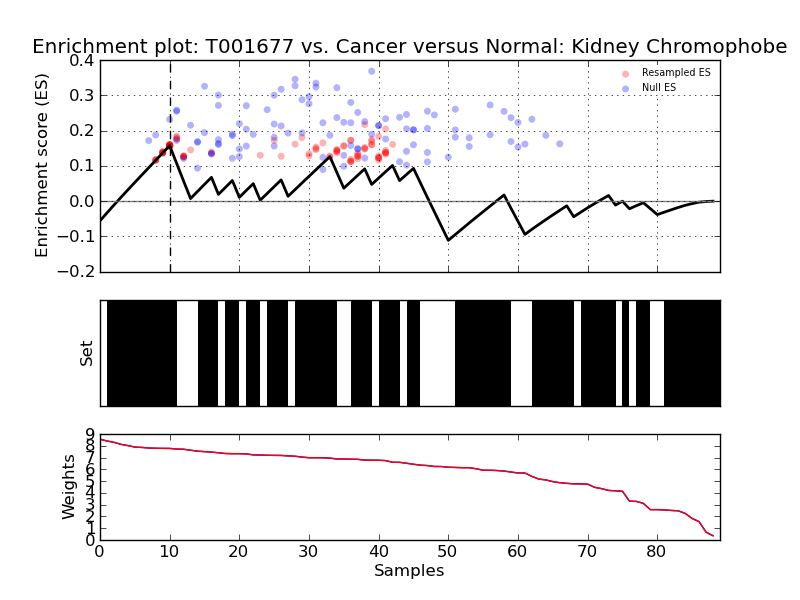 Enrichment plot: T001677 vs. Cancer versus Normal: Kidney Chromophobe
Enrichment score (ES)
0.4
0.3
0.2
0.1
0.0
−0.1
−0.2
Resampled ES
Null ES
Set
Weights
9
8
7
6
5
4
3
2
1
0
0 10 20 30 40 50 60 70 80
Samples